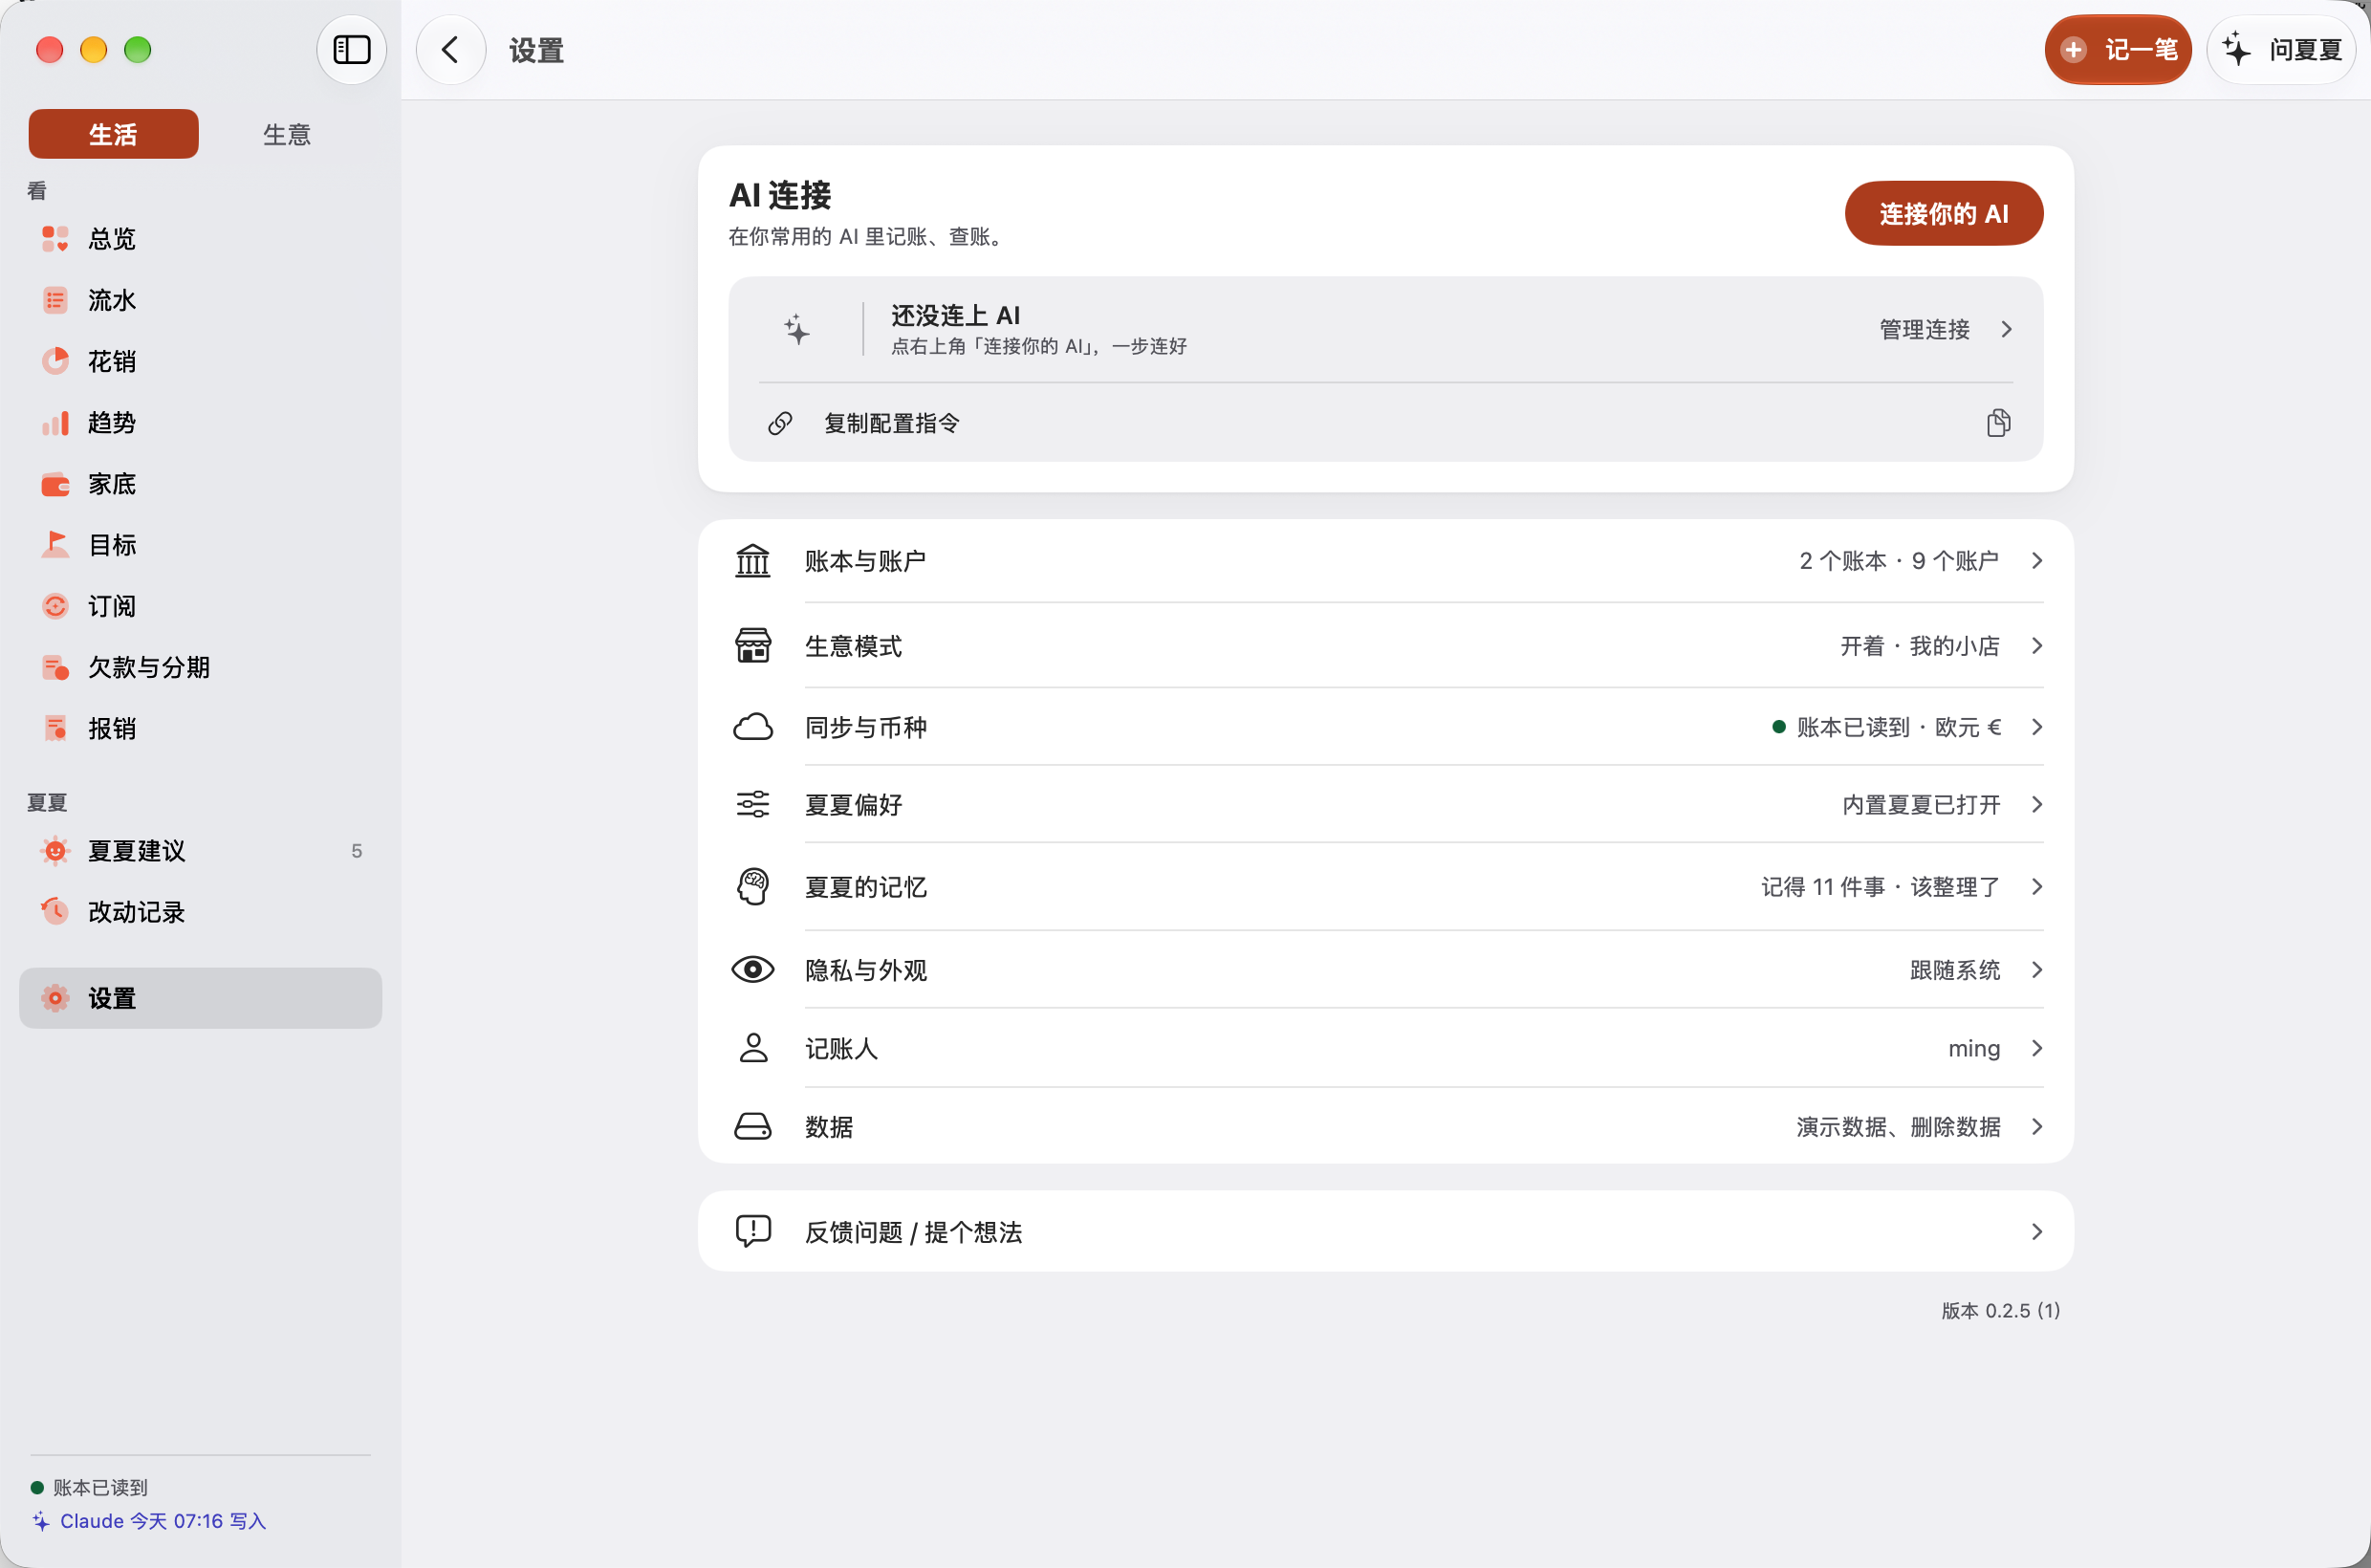 设置
记一笔
问夏夏
生活
生意
看
总览
流水
花销
趋势
家底
目标
订阅
欠款与分期
报销
夏夏
夏夏建议 5
改动记录
设置
账本已读到
Claude 今天 07:16 写入
AI 连接
在你常用的 AI 里记账、查账。
连接你的 AI
还没连上 AI
点右上角「连接你的 AI」，一步连好
管理连接
复制配置指令
账本与账户 2 个账本 · 9 个账户
生意模式 开着 · 我的小店
同步与币种 账本已读到 · 欧元 €
夏夏偏好 内置夏夏已打开
夏夏的记忆 记得 11 件事 · 该整理了
隐私与外观 跟随系统
记账人 ming
数据 演示数据、删除数据
反馈问题 / 提个想法
版本 0.2.5 (1)